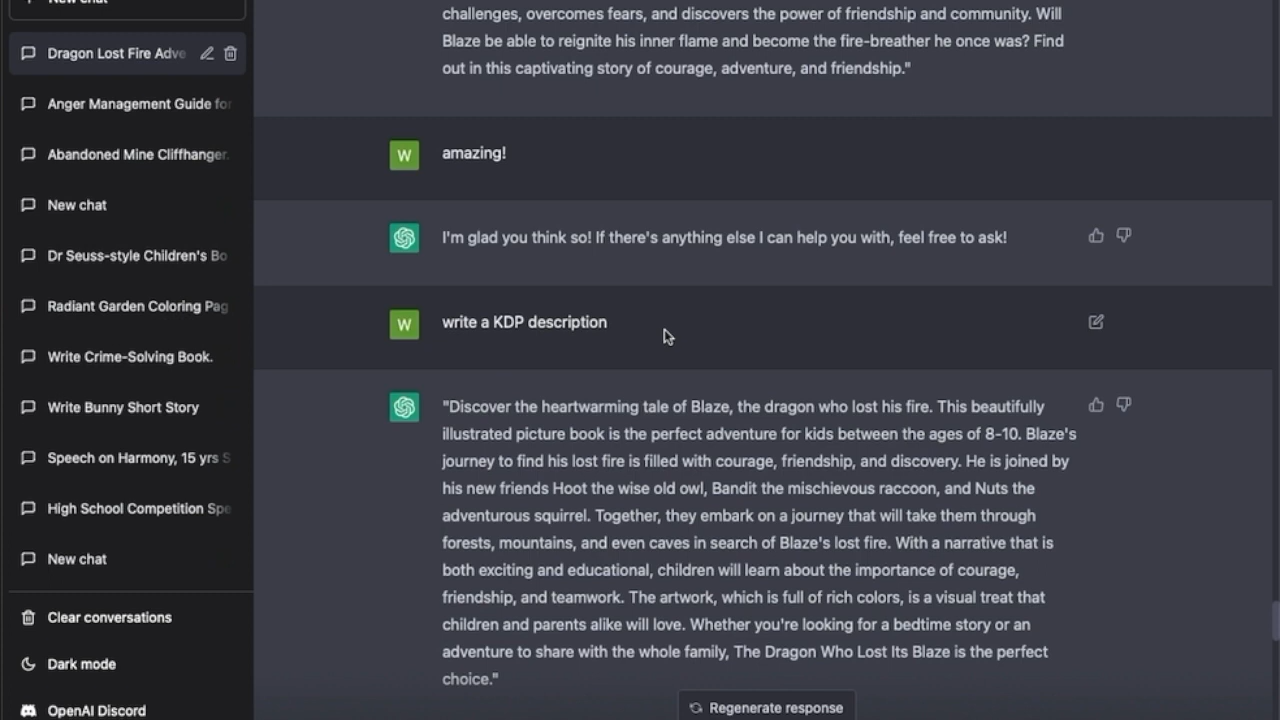 New chat
Dragon Lost Fire Adve
Anger Management Guide for
Abandoned Mine Cliffhanger.
New chat
Dr Seuss-style Children's Bo
Radiant Garden Coloring Pag
Write Crime-Solving Book.
Write Bunny Short Story
Speech on Harmony, 15 yrs S
High School Competition Spe
New chat
Clear conversations
Dark mode
OpenAI Discord
challenges, overcomes fears, and discovers the power of friendship and community. Will
Blaze be able to reignite his inner flame and become the fire-breather he once was? Find
out in this captivating story of courage, adventure, and friendship."
W
amazing!
I'm glad you think so! If there's anything else I can help you with, feel free to ask!
W
write a KDP description
"Discover the heartwarming tale of Blaze, the dragon who lost his fire. This beautifully
illustrated picture book is the perfect adventure for kids between the ages of 8-10. Blaze's
journey to find his lost fire is filled with courage, friendship, and discovery. He is joined by
his new friends Hoot the wise old owl, Bandit the mischievous raccoon, and Nuts the
adventurous squirrel. Together, they embark on a journey that will take them through
forests, mountains, and even caves in search of Blaze's lost fire. With a narrative that is
both exciting and educational, children will learn about the importance of courage,
friendship, and teamwork. The artwork, which is full of rich colors, is a visual treat that
children and parents alike will love. Whether you're looking for a bedtime story or an
adventure to share with the whole family, The Dragon Who Lost Its Blaze is the perfect
choice."
Regenerate response